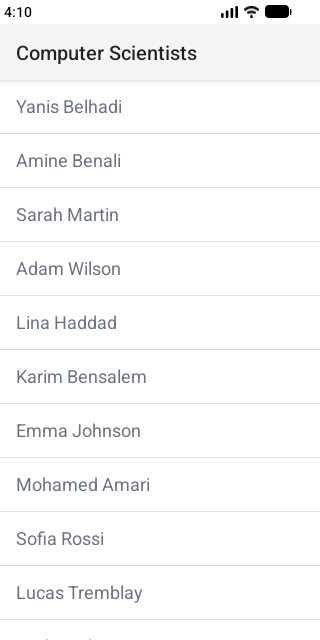 4:10
Computer Scientists
Yanis Belhadi
Amine Benali
Sarah Martin
Adam Wilson
Lina Haddad
Karim Bensalem
Emma Johnson
Mohamed Amari
Sofia Rossi
Lucas Tremblay